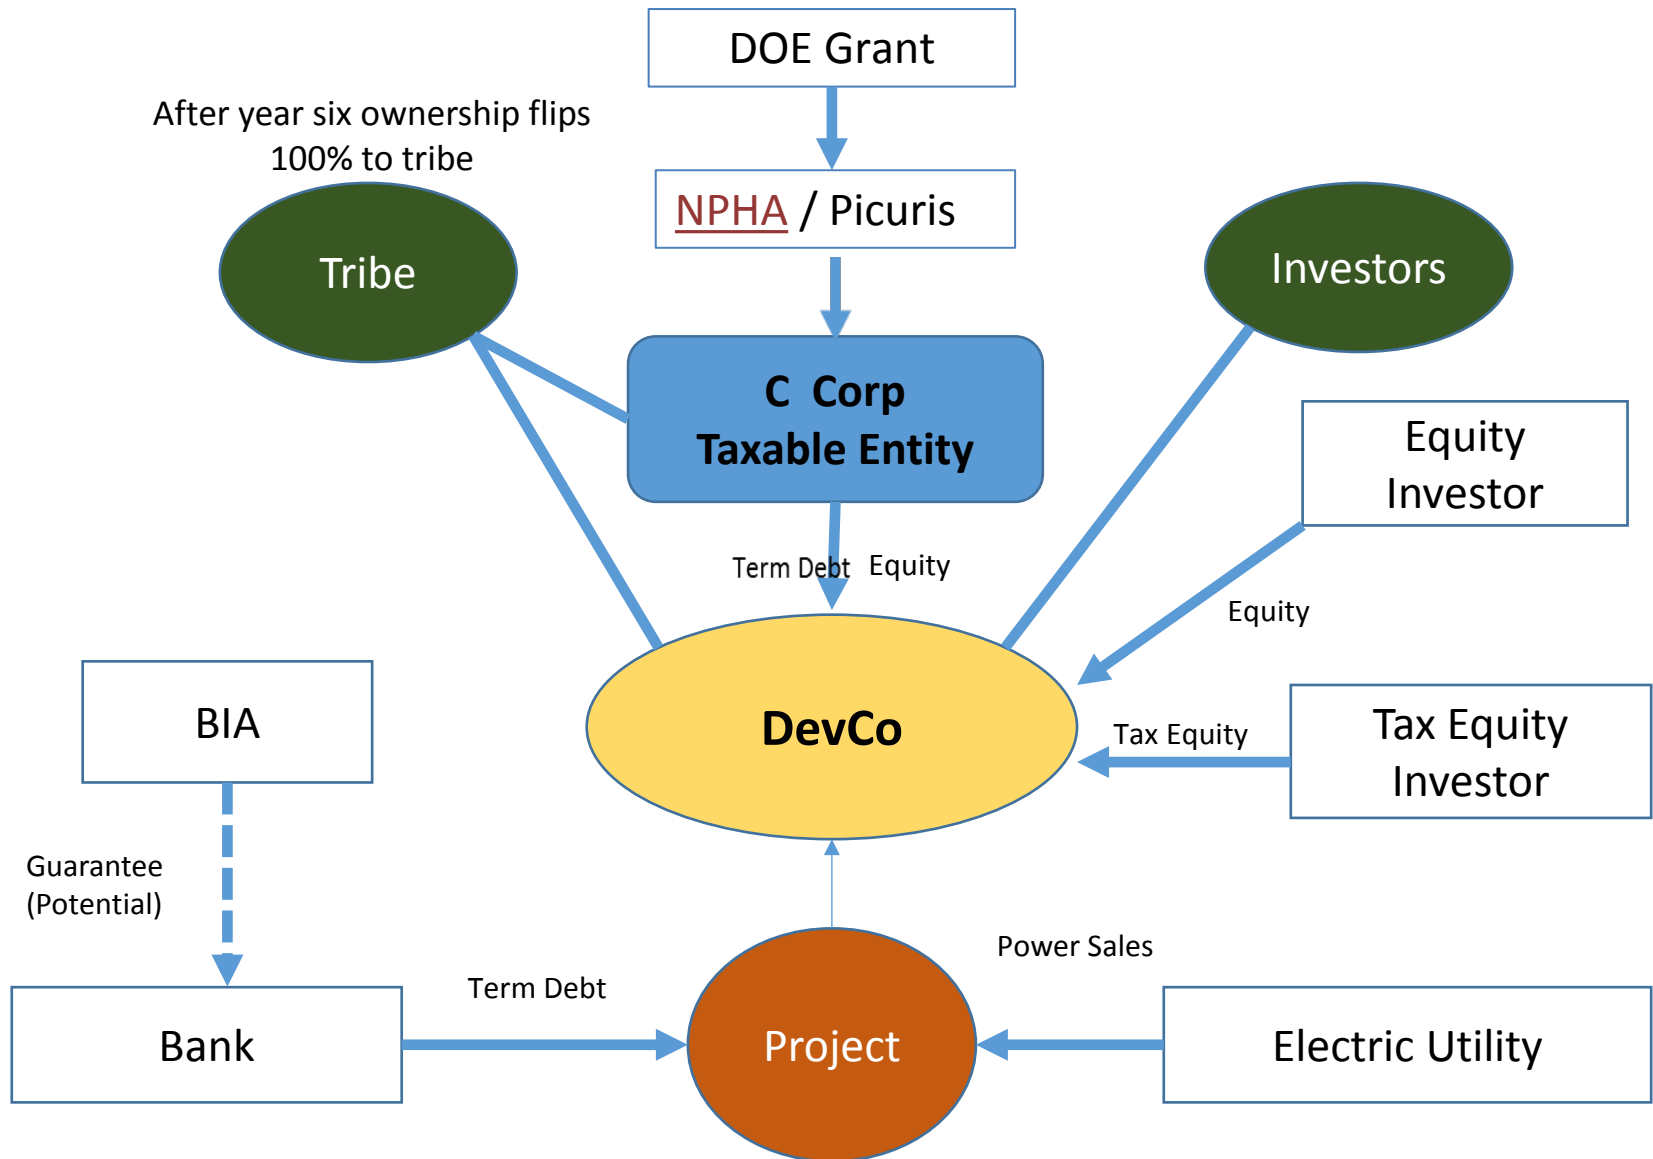 DOE Grant
After year six ownership flips
100% to tribe
NPHA / Picuris
Tribe
Investors
C Corp
Taxable Entity
Equity
Investor
Term Debt
Equity
Equity
BIA
DevCo
Tax Equity
Tax Equity
Investor
Guarantee
(Potential)
Power Sales
Term Debt
Bank
Project
Electric Utility